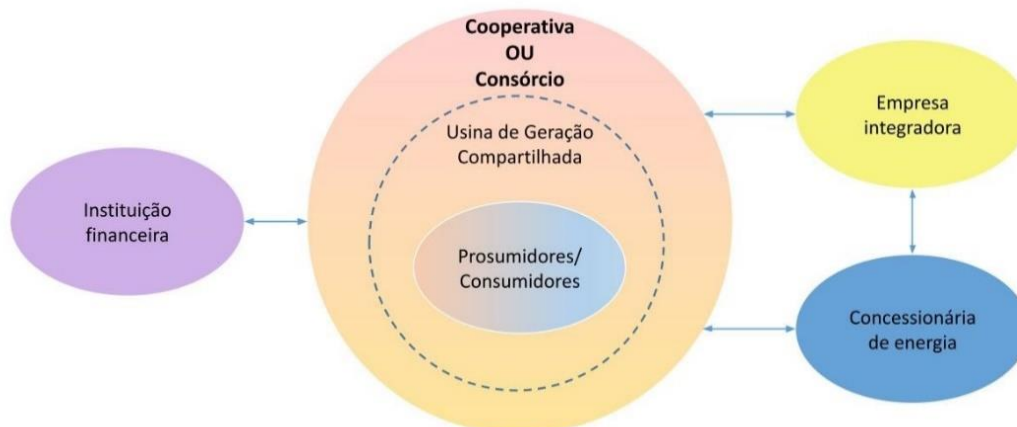 Cooperativa
OU
Consórcio
Usina de Geração
Compartilhada
Prosumidores/
Consumidores
Instituição
financeira
Empresa
integradora
Concessionária
de energia